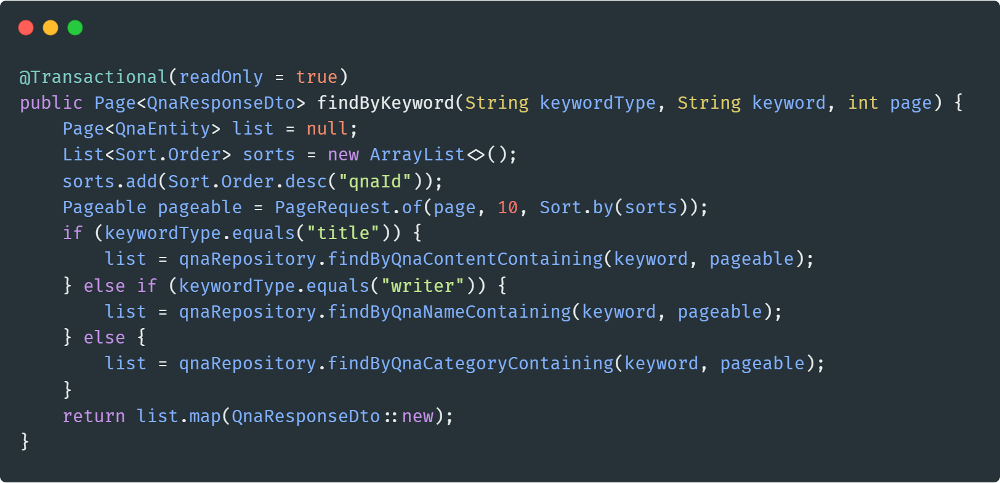 @Transactional(readOnly = true)
public Page<QnaResponseDto> findByKeyword(String keywordType, String keyword, int page) {
    Page<QnaEntity> list = null;
    List<Sort.Order> sorts = new ArrayList<>();
    sorts.add(Sort.Order.desc("qnaId"));
    Pageable pageable = PageRequest.of(page, 10, Sort.by(sorts));
    if (keywordType.equals("title")) {
        list = qnaRepository.findByQnaContentContaining(keyword, pageable);
    } else if (keywordType.equals("writer")) {
        list = qnaRepository.findByQnaNameContaining(keyword, pageable);
    } else {
        list = qnaRepository.findByQnaCategoryContaining(keyword, pageable);
    }
    return list.map(QnaResponseDto::new);
}